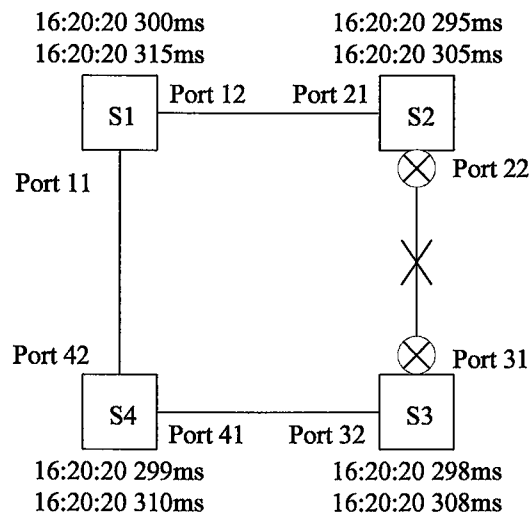 16:20:20 300ms
16:20:20 315ms
16:20:20 295ms
16:20:20 305ms
Port 12
Port 21
S1
S2
Port 11
Port 22
Port 42
Port 31
S4
S3
Port 41
Port 32
16:20:20 299ms
16:20:20 310ms
16:20:20 298ms
16:20:20 308ms